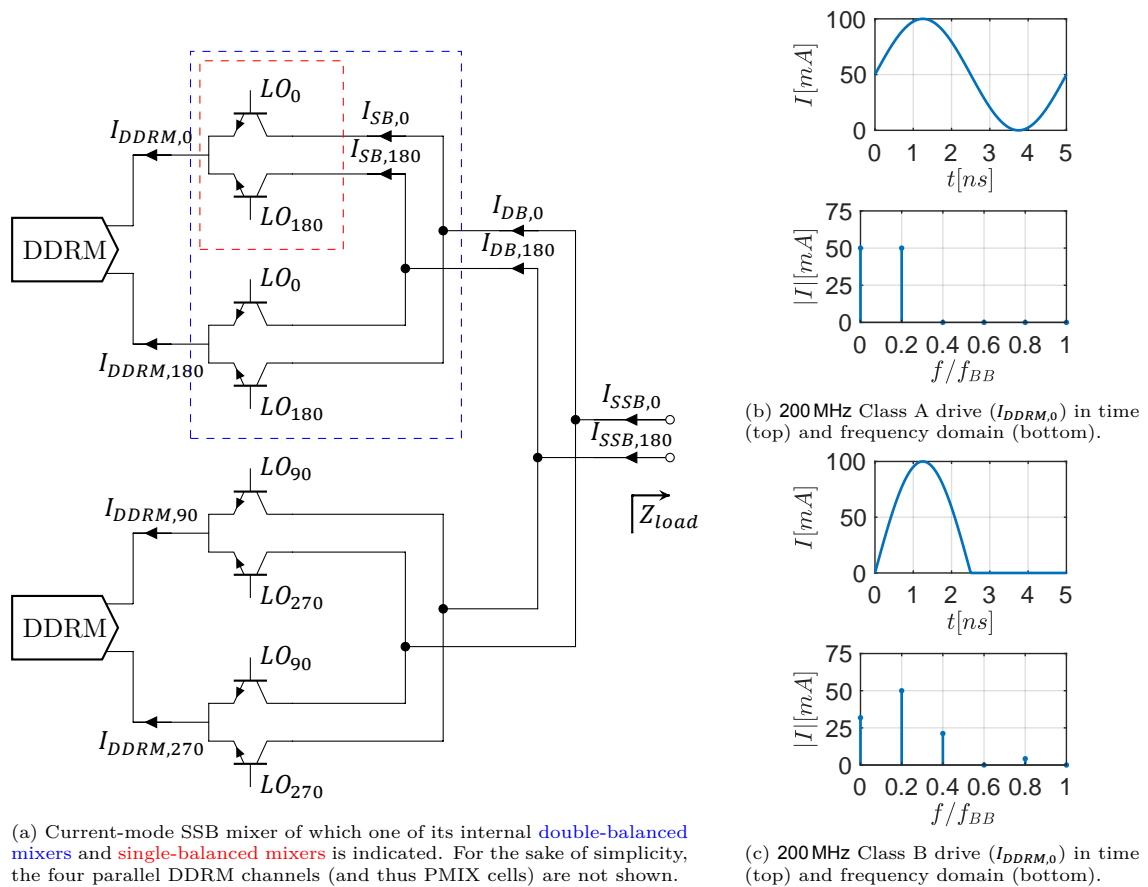 LO0
IDDRM,0
ISB,0
ISB,180
LO180
DDRM
IDB,0
IDB,180
LO0
IDDRM,180
LO180
ISSB,0
ISSB,180
Zload
LO90
IDDRM,90
LO270
DDRM
LO90
IDDRM,270
LO270
(a) Current-mode SSB mixer of which one of its internal double-balanced
mixers and single-balanced mixers is indicated. For the sake of simplicity,
the four parallel DDRM channels (and thus PMIX cells) are not shown.
100
50
0
I[mA]
0 1 2 3 4 5
t[ns]
75
50
25
0
|I|[mA]
0 0.2 0.4 0.6 0.8 1
f/fBB
(b) 200 MHz Class A drive (IDDRM,0) in time
(top) and frequency domain (bottom).
100
50
0
I[mA]
0 1 2 3 4 5
t[ns]
75
50
25
0
|I|[mA]
0 0.2 0.4 0.6 0.8 1
f/fBB
(c) 200 MHz Class B drive (IDDRM,0) in time
(top) and frequency domain (bottom).